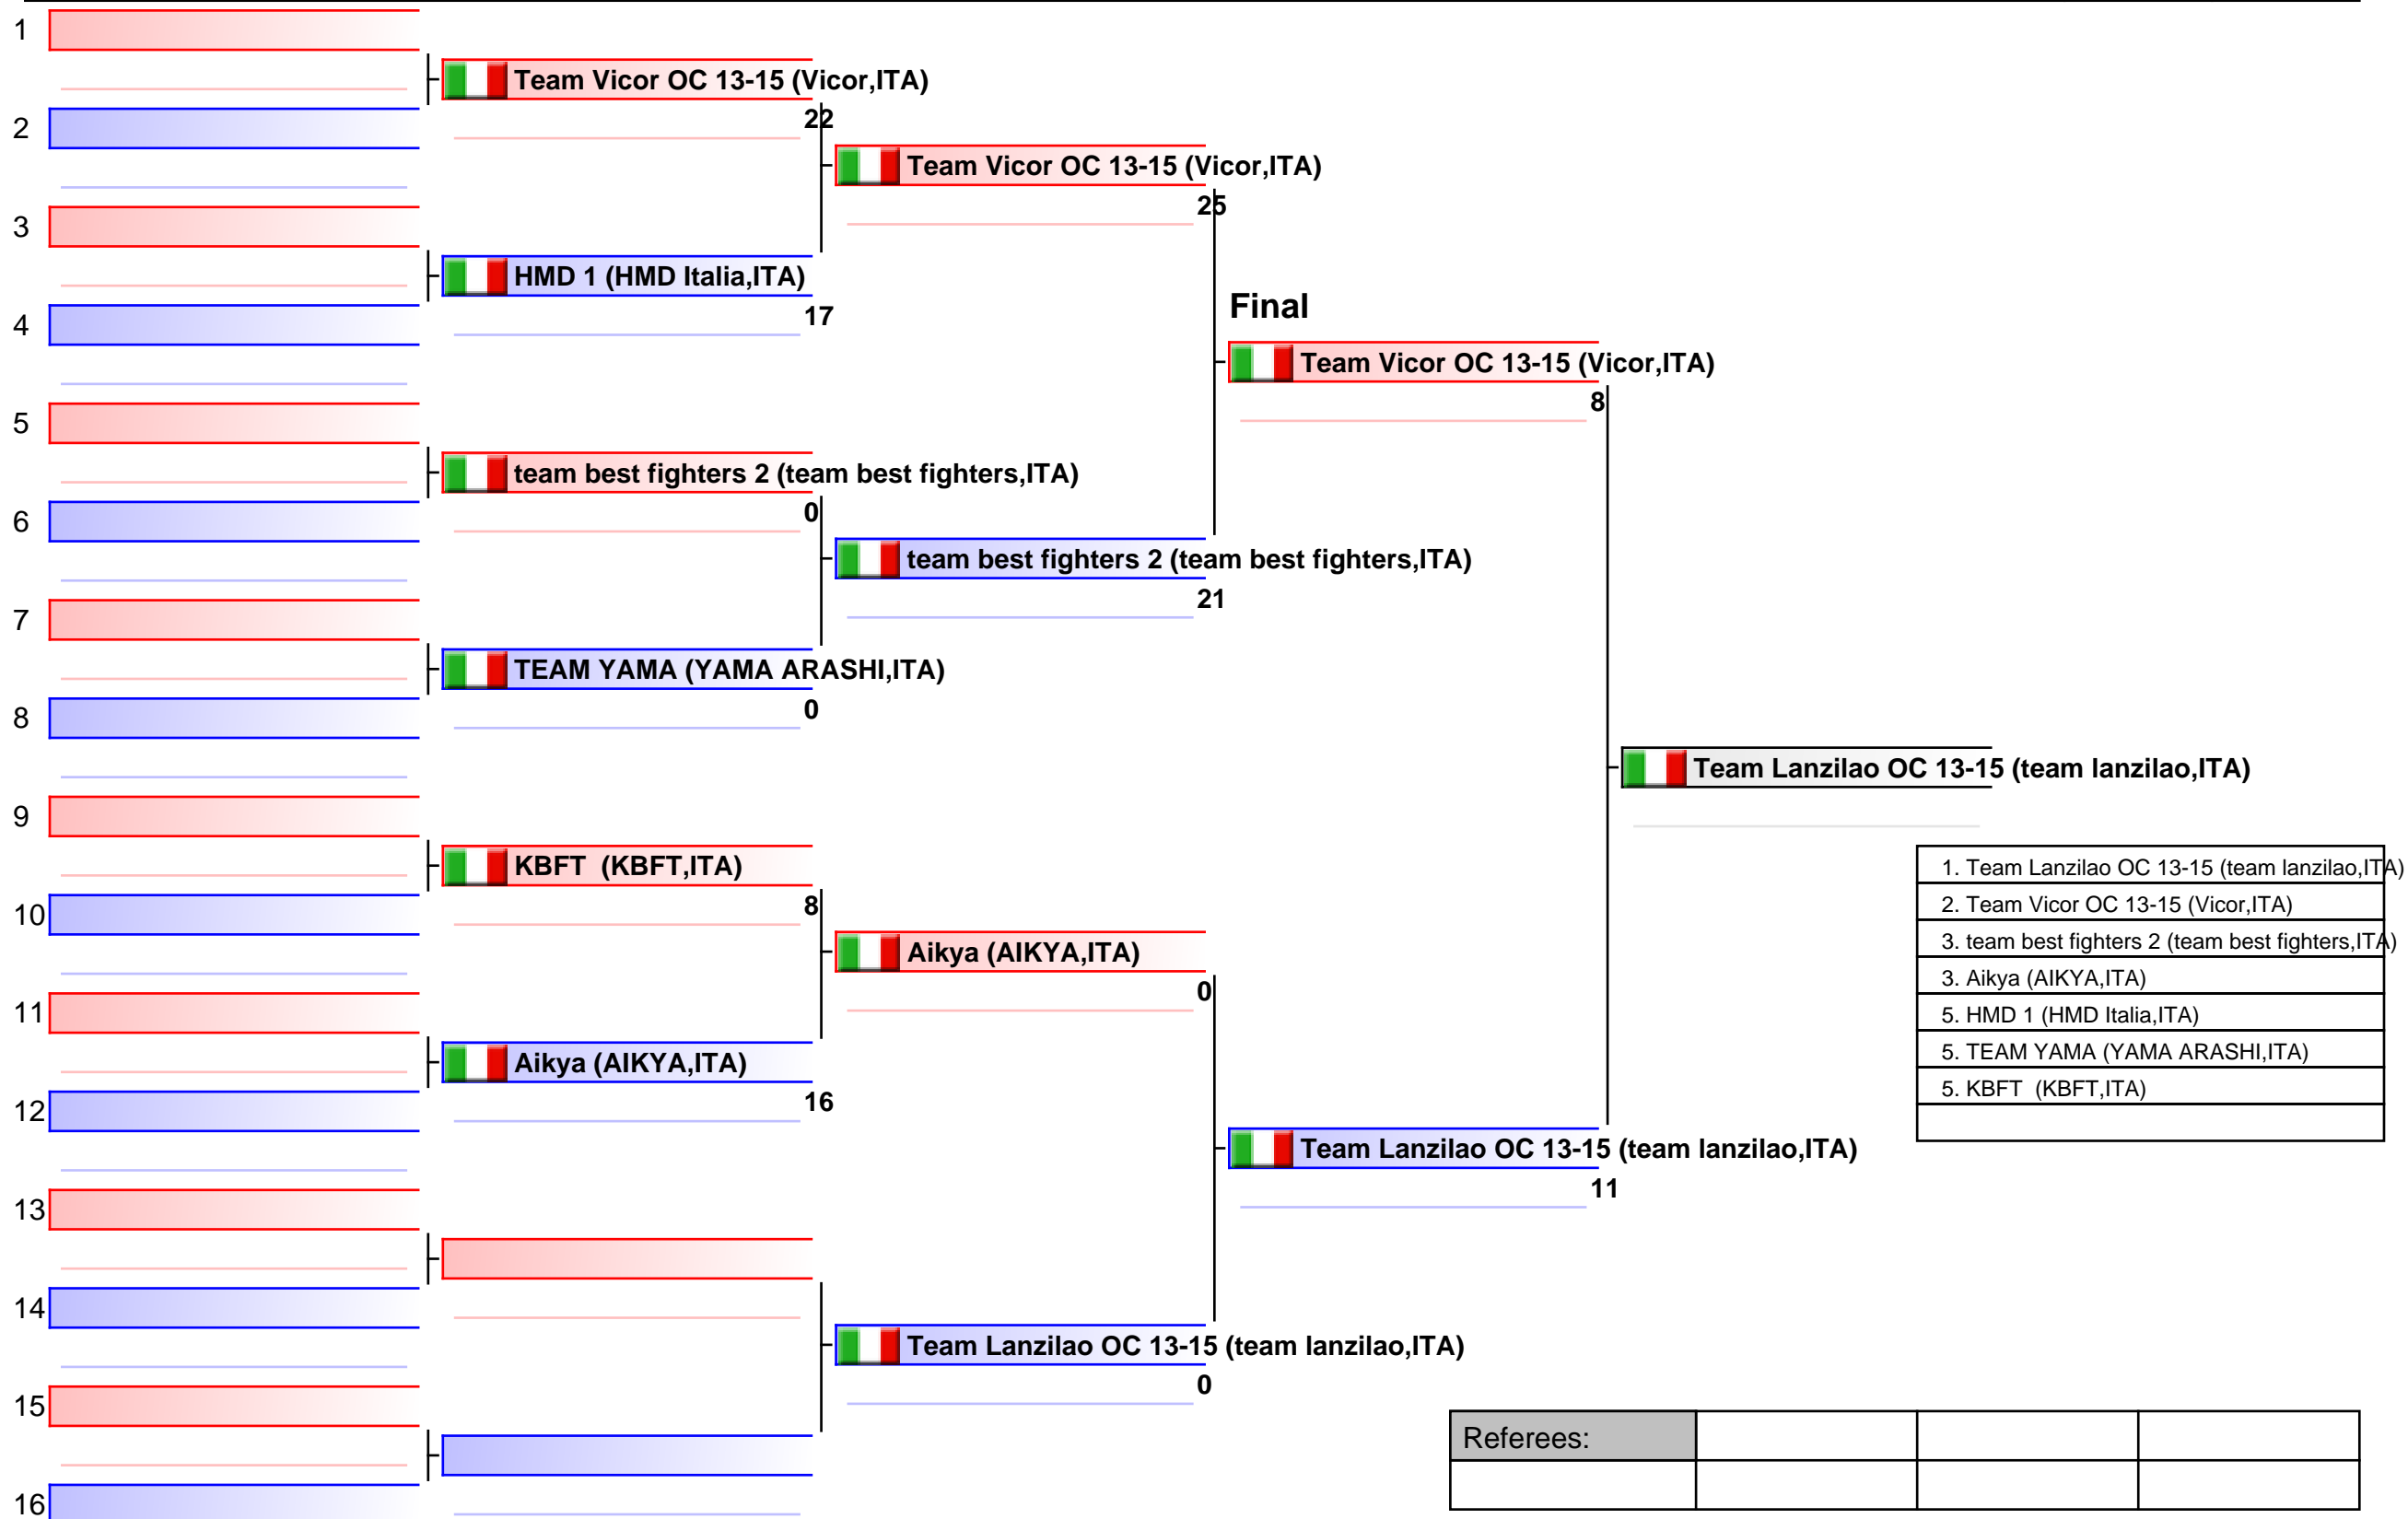 1
Team Vicor OC 13-15 (Vicor,ITA)
22
2
Team Vicor OC 13-15 (Vicor,ITA)
25
3
HMD 1 (HMD Italia,ITA)
17
4
Final
Team Vicor OC 13-15 (Vicor,ITA)
8
5
team best fighters 2 (team best fighters,ITA)
0
6
team best fighters 2 (team best fighters,ITA)
21
7
TEAM YAMA (YAMA ARASHI,ITA)
0
8
Team Lanzilao OC 13-15 (team lanzilao,ITA)
9
KBFT  (KBFT,ITA)
8
10
Aikya (AIKYA,ITA)
0
11
Aikya (AIKYA,ITA)
16
12
Team Lanzilao OC 13-15 (team lanzilao,ITA)
11
13
14
Team Lanzilao OC 13-15 (team lanzilao,ITA)
0
15
16
1. Team Lanzilao OC 13-15 (team lanzilao,ITA)
2. Team Vicor OC 13-15 (Vicor,ITA)
3. team best fighters 2 (team best fighters,ITA)
3. Aikya (AIKYA,ITA)
5. HMD 1 (HMD Italia,ITA)
5. TEAM YAMA (YAMA ARASHI,ITA)
5. KBFT  (KBFT,ITA)
Referees: